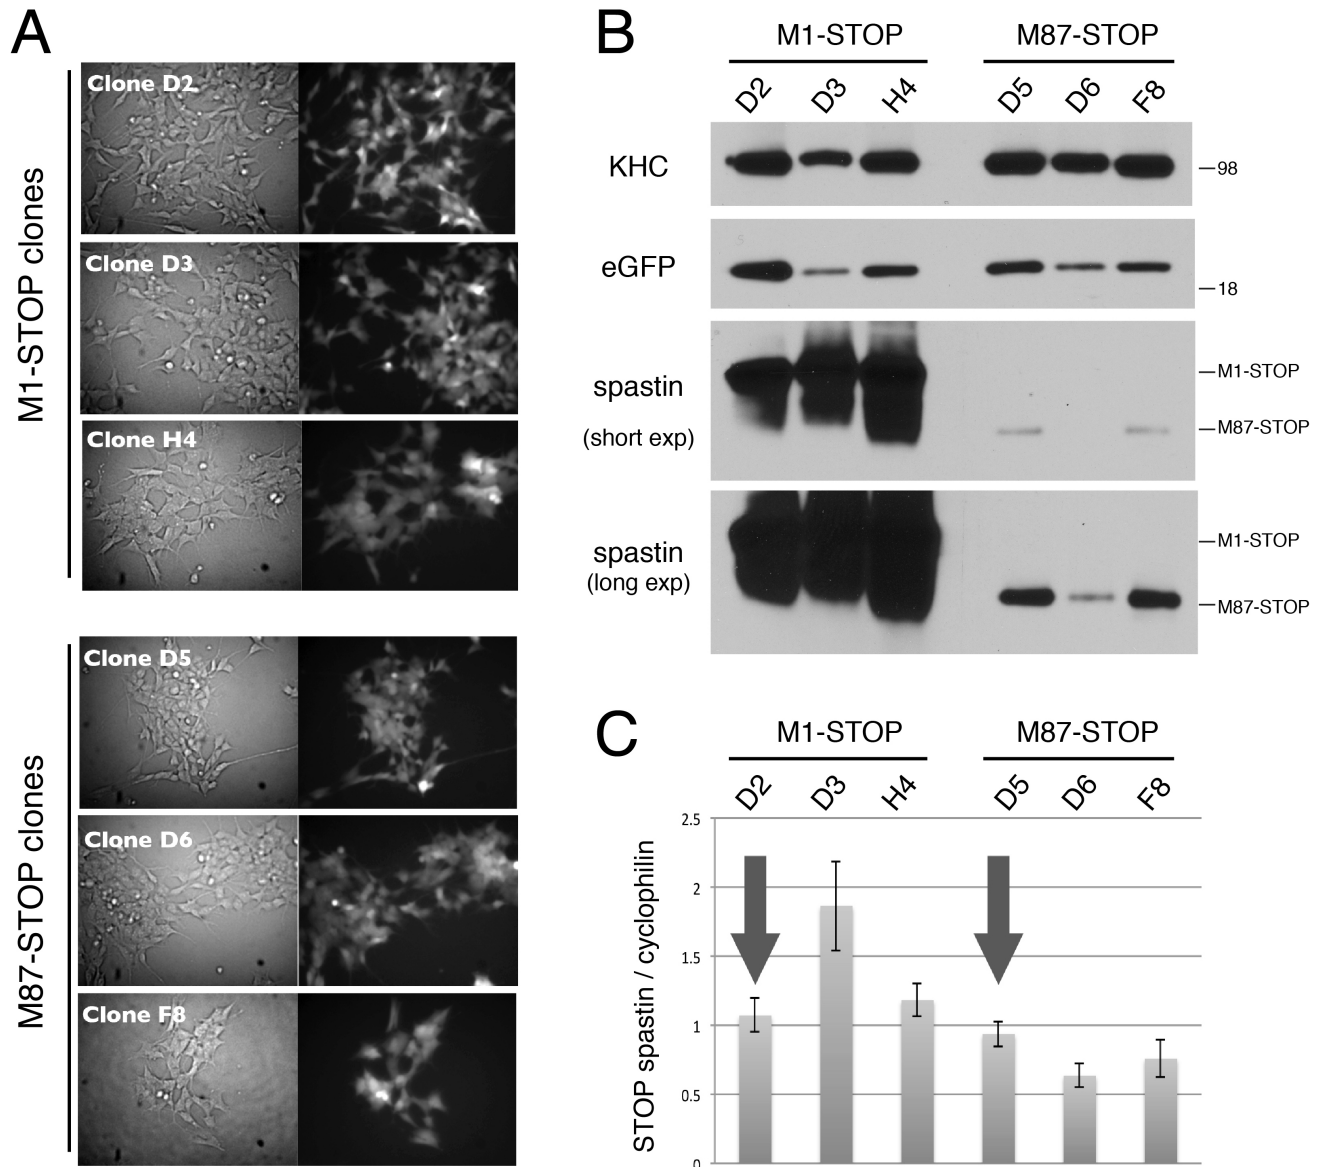 A
M1-STOP clones
Clone D2
Clone D3
Clone H4
M87-STOP clones
Clone D5
Clone D6
Clone F8
B
M1-STOP M87-STOP
D2 D3 H4 D5 D6 F8
KHC
98
eGFP
18
spastin
(short exp)
M1-STOP
M87-STOP
spastin
(long exp)
M1-STOP
M87-STOP
C
M1-STOP M87-STOP
D2 D3 H4 D5 D6 F8
STOP spastin / cyclophilin
2.5
2
1.5
1
0.5
0